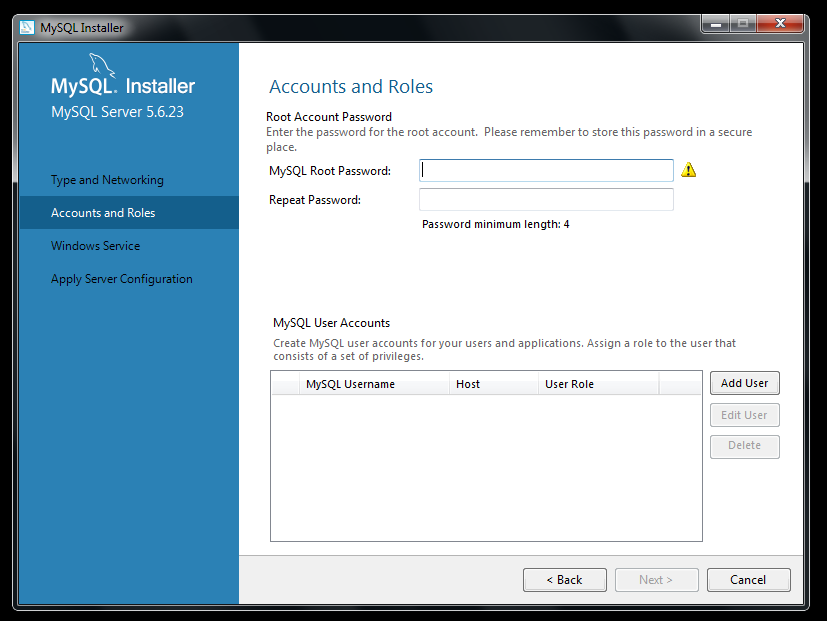 MySQL Installer
MySQL. Installer
MySQL Server 5.6.23
Type and Networking
Accounts and Roles
Windows Service
Apply Server Configuration
Accounts and Roles
Root Account Password
Enter the password for the root account.  Please remember to store this password in a secure
place.
MySQL Root Password:
Repeat Password:
Password minimum length: 4
MySQL User Accounts
Create MySQL user accounts for your users and applications. Assign a role to the user that
consists of a set of privileges.
MySQL Username Host User Role
Add User
Edit User
Delete
< Back Next > Cancel